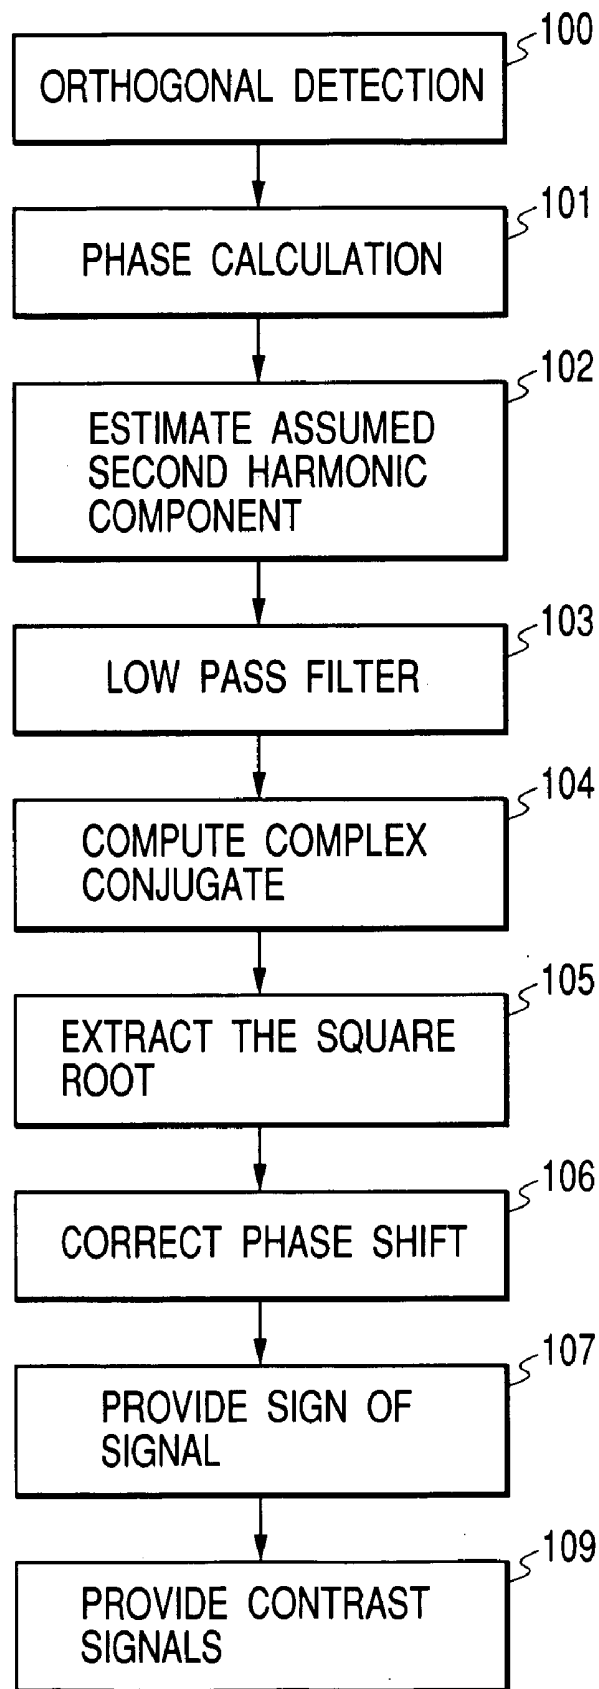 100
ORTHOGONAL DETECTION
101
PHASE CALCULATION
102
ESTIMATE ASSUMED
SECOND HARMONIC
COMPONENT
103
LOW PASS FILTER
104
COMPUTE COMPLEX
CONJUGATE
105
EXTRACT THE SQUARE
ROOT
106
CORRECT PHASE SHIFT
107
PROVIDE SIGN OF
SIGNAL
109
PROVIDE CONTRAST
SIGNALS